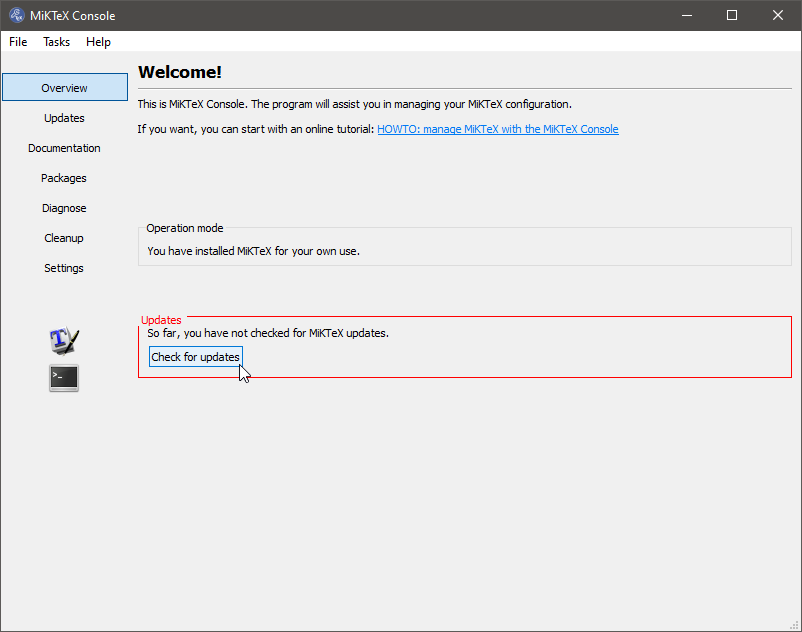 MiKTeX Console
File Tasks Help
Overview
Updates
Documentation
Packages
Diagnose
Cleanup
Settings
>_
Welcome!
This is MiKTeX Console. The program will assist you in managing your MiKTeX configuration.
If you want, you can start with an online tutorial: HOWTO: manage MiKTeX with the MiKTeX Console
Operation mode
You have installed MiKTeX for your own use.
Updates
So far, you have not checked for MiKTeX updates.
Check for updates